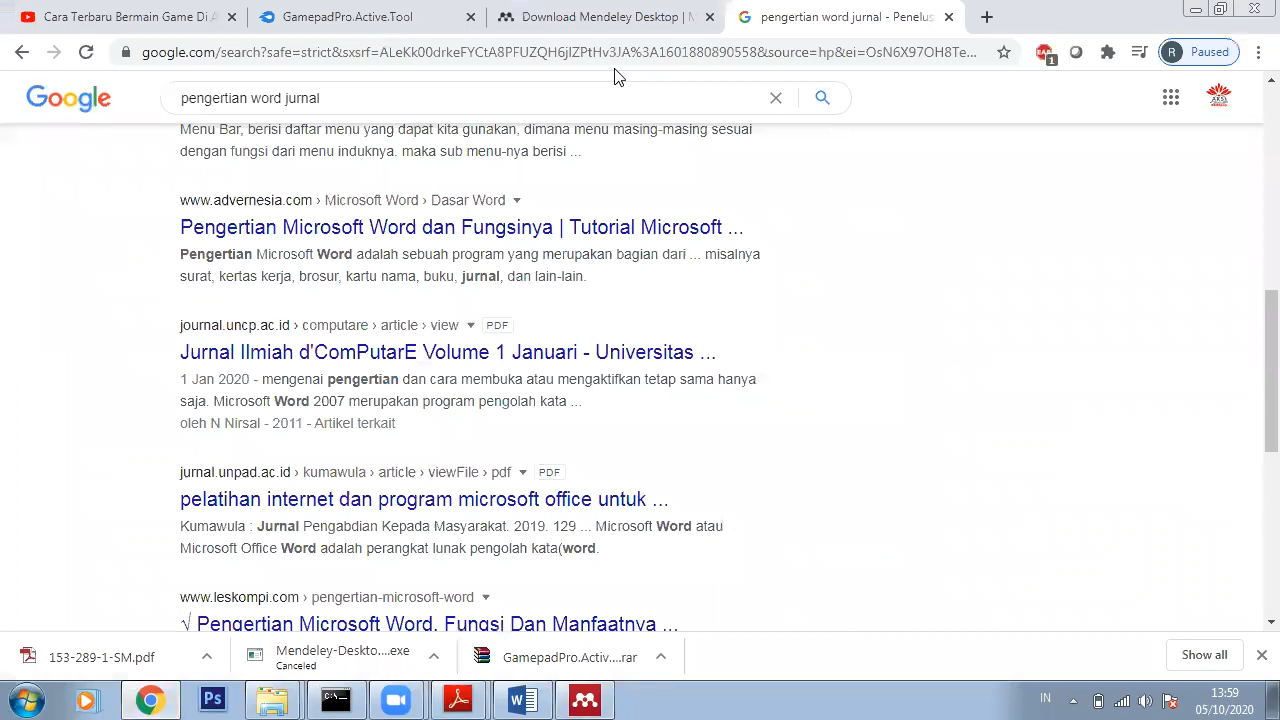 Cara Terbaru Bermain Game Di A
GamepadPro.Active.Tool
Download Mendeley Desktop | M
pengertian word jurnal - Penelus
google.com/search?safe=strict&sxsrf=ALeKk00drkeFYCtA8PFUZQH6jIZPtHv3JA%3A1601880890558&source=hp&ei=OsN6X97OH8Te...
1
R Paused
Google
pengertian word jurnal
Menu Bar, berisi daftar menu yang dapat kita gunakan, dimana menu masing-masing sesuai
dengan fungsi dari menu induknya. maka sub menu-nya berisi ...
www.advernesia.com › Microsoft Word › Dasar Word
Pengertian Microsoft Word dan Fungsinya | Tutorial Microsoft ...
Pengertian Microsoft Word adalah sebuah program yang merupakan bagian dari ... misalnya
surat, kertas kerja, brosur, kartu nama, buku, jurnal, dan lain-lain.
journal.uncp.ac.id › computare › article › view PDF
Jurnal Ilmiah d'ComPutarE Volume 1 Januari - Universitas ...
1 Jan 2020 - mengenai pengertian dan cara membuka atau mengaktifkan tetap sama hanya
saja. Microsoft Word 2007 merupakan program pengolah kata ...
oleh N Nirsal - 2011 - Artikel terkait
jurnal.unpad.ac.id › kumawula › article › viewFile › pdf PDF
pelatihan internet dan program microsoft office untuk ...
Kumawula : Jurnal Pengabdian Kepada Masyarakat. 2019. 129 ... Microsoft Word atau
Microsoft Office Word adalah perangkat lunak pengolah kata(word.
www.leskompi.com › pengertian-microsoft-word
√ Pengertian Microsoft Word, Fungsi Dan Manfaatnya ...
153-289-1-SM.pdf
Mendeley-Deskto....exe
Canceled
GamepadPro.Activ....rar
Show all
Ps
IN
13:59
05/10/2020